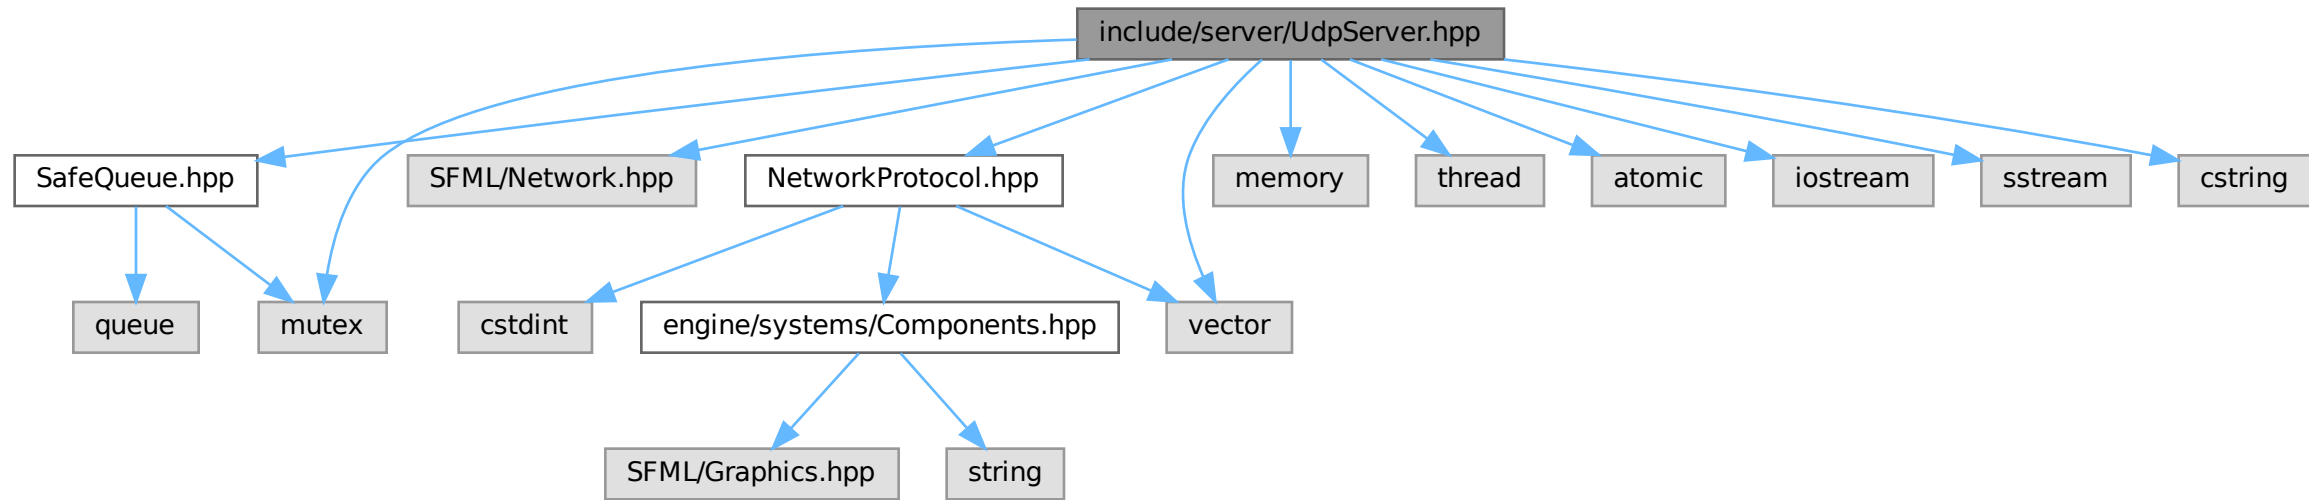 include/server/UdpServer.hpp
SafeQueue.hpp
SFML/Network.hpp
NetworkProtocol.hpp
memory
thread
atomic
iostream
sstream
cstring
queue
mutex
cstdint
engine/systems/Components.hpp
vector
SFML/Graphics.hpp
string